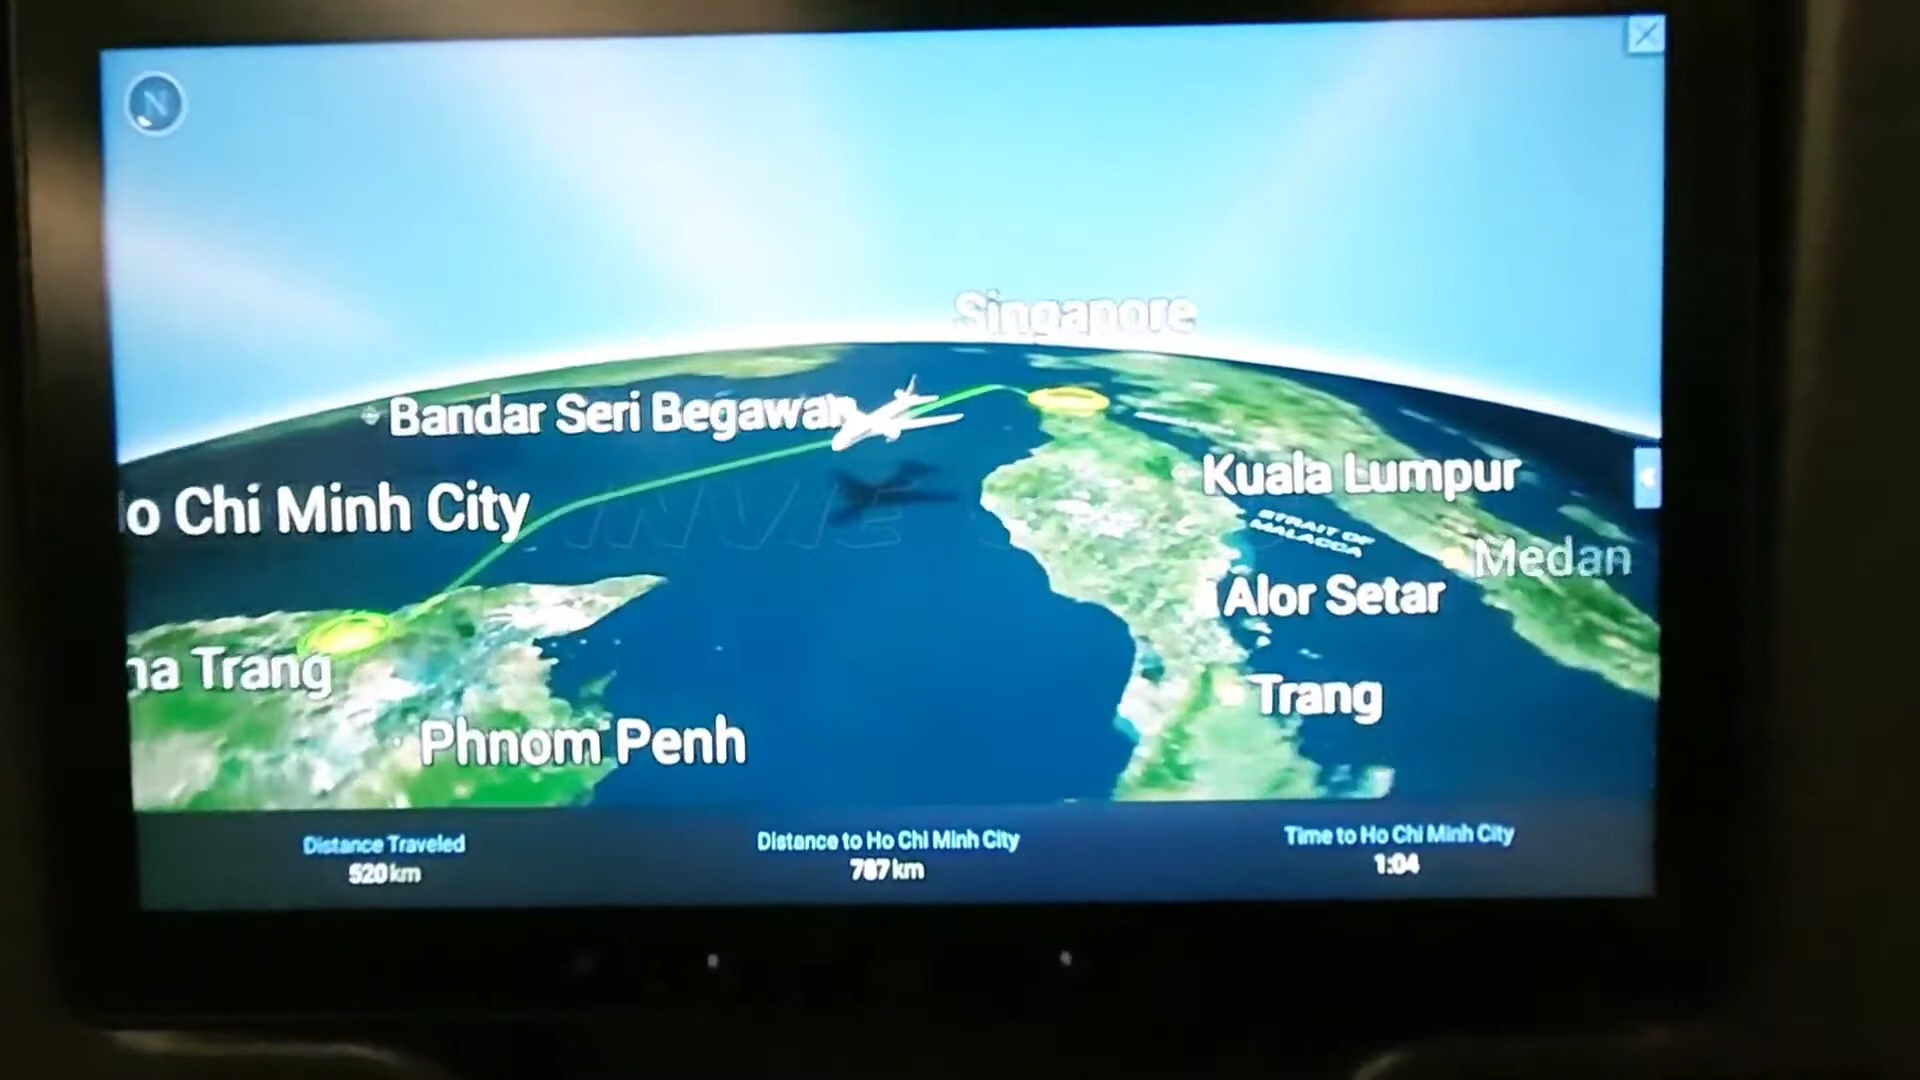 N
Singapore
Bandar Seri Begawan
o Chi Minh City
Kuala Lumpur
STRAIT OF
MALACCA
Medan
Alor Setar
ha Trang
Trang
Phnom Penh
Distance Traveled
520 km
Distance to Ho Chi Minh City
787 km
Time to Ho Chi Minh City
1:04